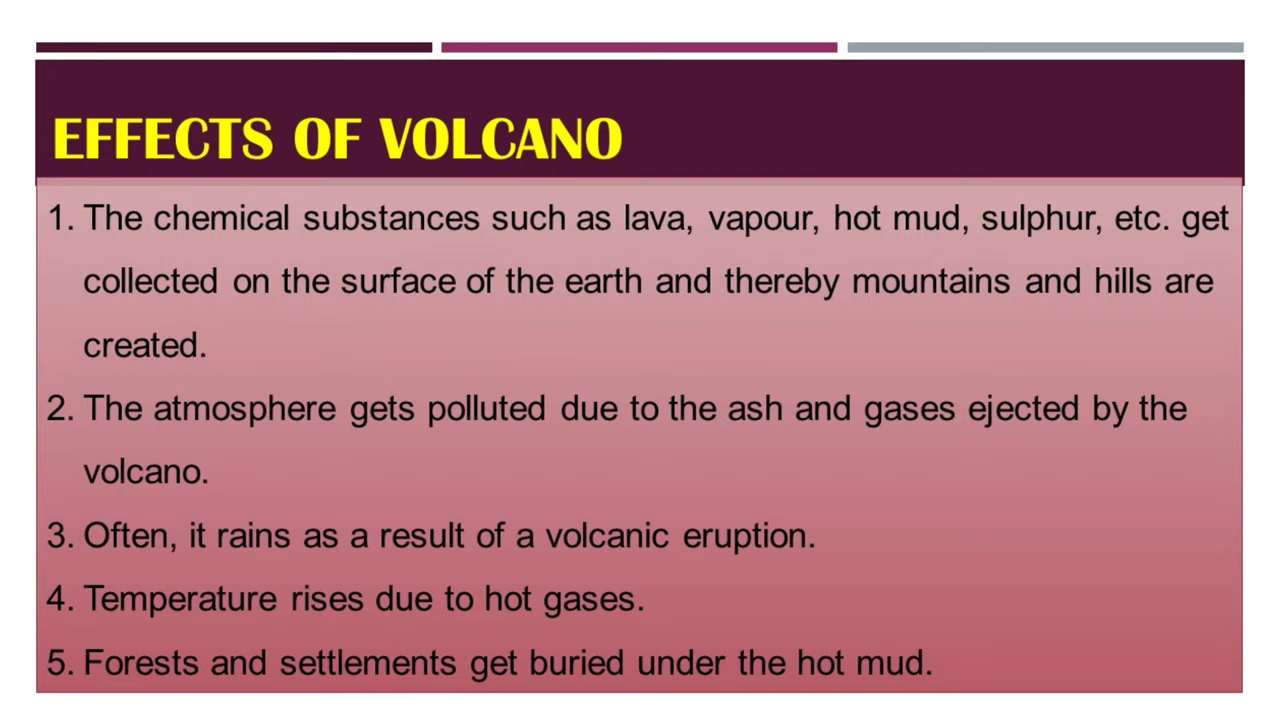 EFFECTS OF VOLCANO
1. The chemical substances such as lava, vapour, hot mud, sulphur, etc. get
collected on the surface of the earth and thereby mountains and hills are
created.
2. The atmosphere gets polluted due to the ash and gases ejected by the
volcano.
3. Often, it rains as a result of a volcanic eruption.
4. Temperature rises due to hot gases.
5. Forests and settlements get buried under the hot mud.